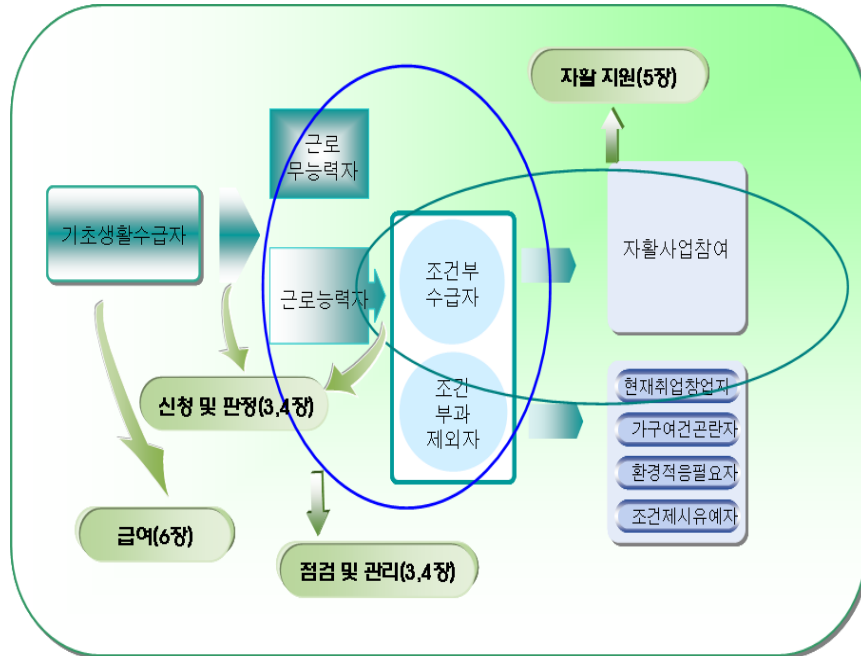 자활 지원(5장)
근로
무능력자
기초생활수급자
근로능력자
조건부
수급자
자활사업참여
조건
부과
제외자
현재취업창업자
가구여건곤란자
환경적응필요자
조건제시유예자
신청 및 판정(3,4장)
급여(6장)
점검 및 관리(3,4장)